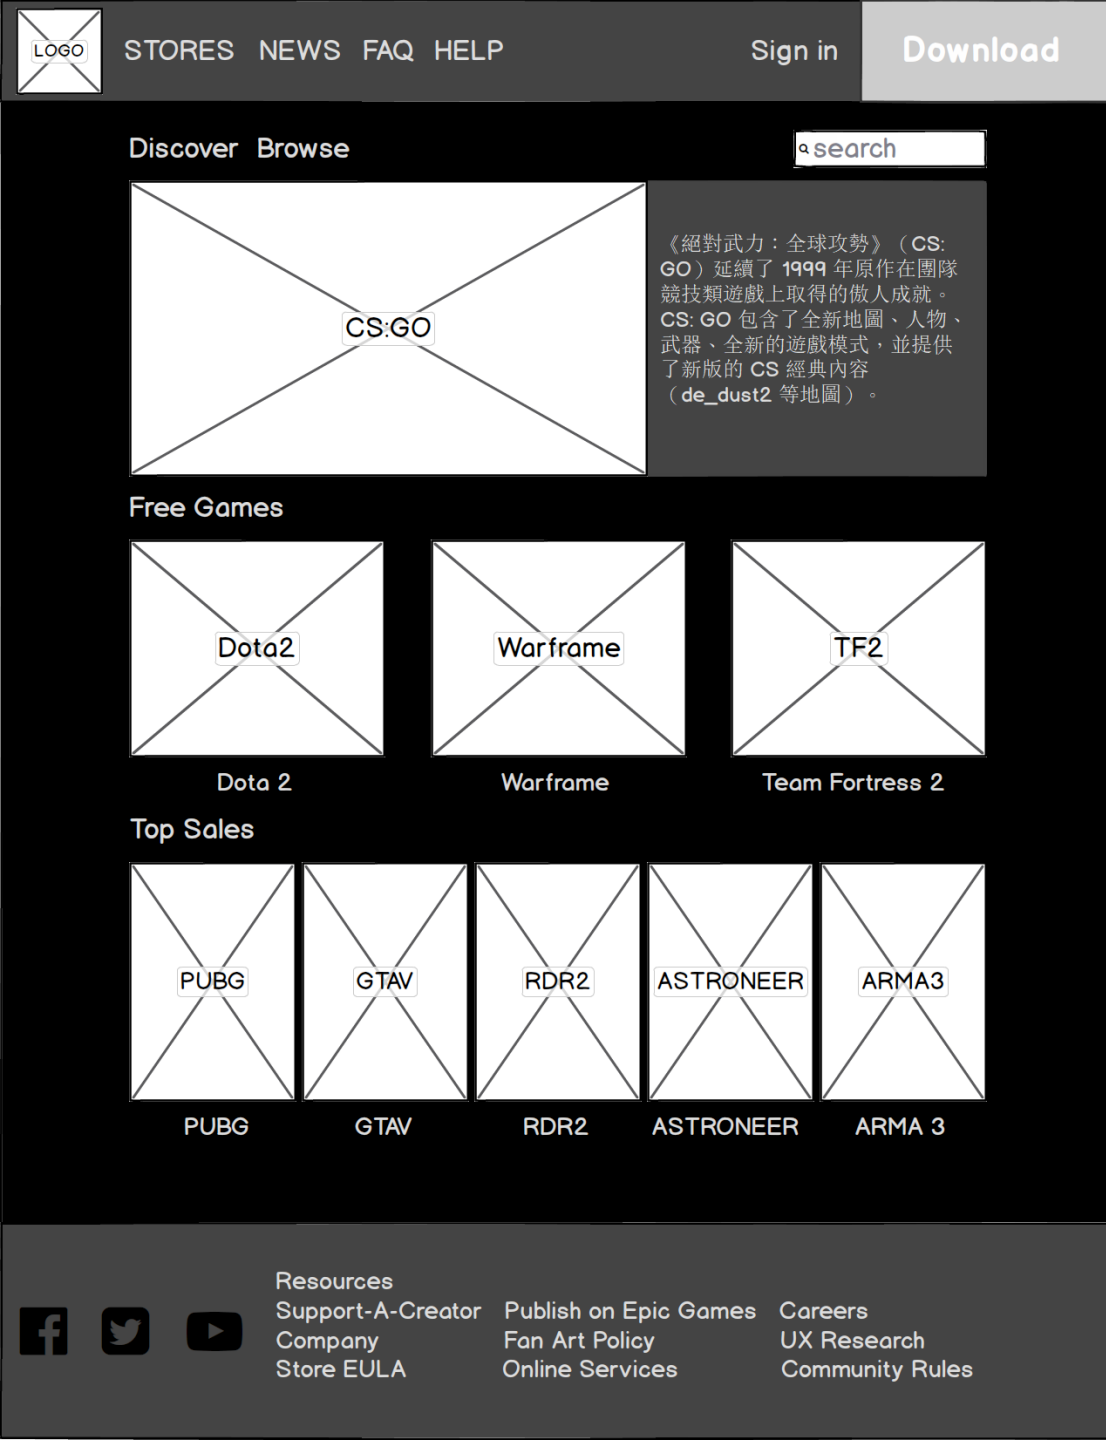 LOGO STORES NEWS FAQ HELP Sign in Download
Discover Browse search
CS:GO
《絕對武力：全球攻勢》（CS:
GO）延續了 1999 年原作在團隊
競技類遊戲上取得的傲人成就。
CS: GO 包含了全新地圖、人物、
武器、全新的遊戲模式，並提供
了新版的 CS 經典內容
（de_dust2 等地圖）。
Free Games
Dota2 Warframe TF2
Dota 2 Warframe Team Fortress 2
Top Sales
PUBG GTAV RDR2 ASTRONEER ARMA3
PUBG GTAV RDR2 ASTRONEER ARMA 3
Resources
Support-A-Creator Publish on Epic Games Careers
Company Fan Art Policy UX Research
Store EULA Online Services Community Rules